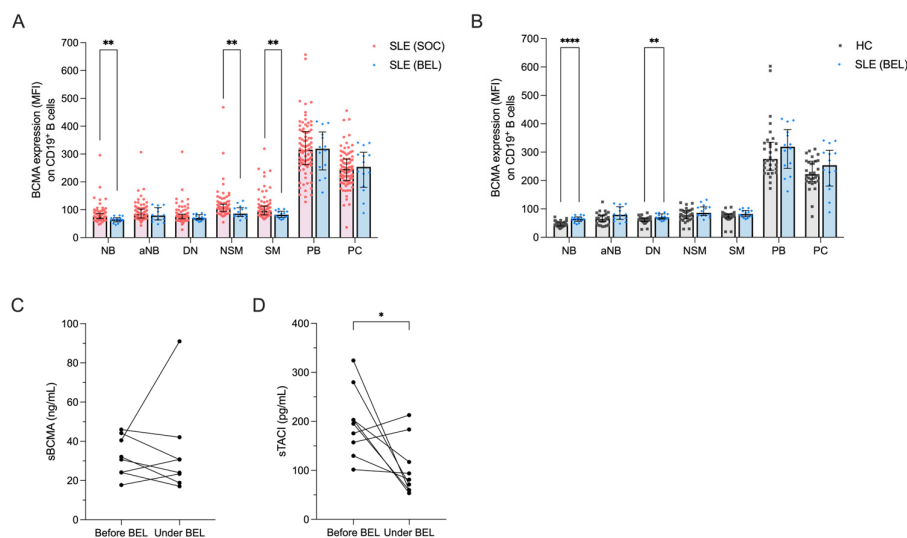 A
BCMA expression (MFI)
on CD19⁺ B cells
700
600
500
400
300
200
100
0
**
**
**
SLE (SOC)
SLE (BEL)
NB aNB DN NSM SM PB PC
B
BCMA expression (MFI)
on CD19⁺ B cells
700
600
500
400
300
200
100
0
****
**
HC
SLE (BEL)
NB aNB DN NSM SM PB PC
C
sBCMA (ng/mL)
100
80
60
40
20
0
Before BEL Under BEL
D
sTACI (pg/mL)
400
300
200
100
0
*
Before BEL Under BEL